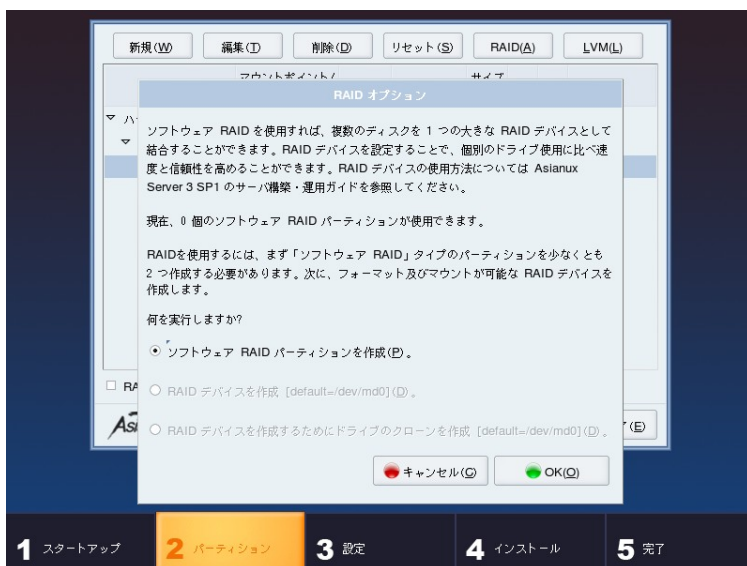 新規(W) 編集(T) 削除(D) リセット(S) RAID(A) LVM(L)
マウントポイント/ サイズ
RAID オプション
ソフトウェア RAID を使用すれば、複数のディスクを 1 つの大きな RAID デバイスとして
結合することができます。RAID デバイスを設定することで、個別のドライブ使用に比べ速
度と信頼性を高めることができます。RAID デバイスの使用方法については Asianux
Server 3 SP1 のサーバ構築・運用ガイドを参照してください。
現在、0 個のソフトウェア RAID パーティションが使用できます。
RAIDを使用するには、まず「ソフトウェア RAID」タイプのパーティションを少なくとも
2 つ作成する必要があります。次に、フォーマット及びマウントが可能な RAID デバイスを
作成します。
何を実行しますか?
ソフトウェア RAID パーティションを作成(P)。
RAID デバイスを作成 [default=/dev/md0](D)。
RAID デバイスを作成するためにドライブのクローンを作成 [default=/dev/md0](D)。
キャンセル(C) OK(O)
ハ
RA
Asi
(E)
1 スタートアップ 2 パーティション 3 設定 4 インストール 5 完了